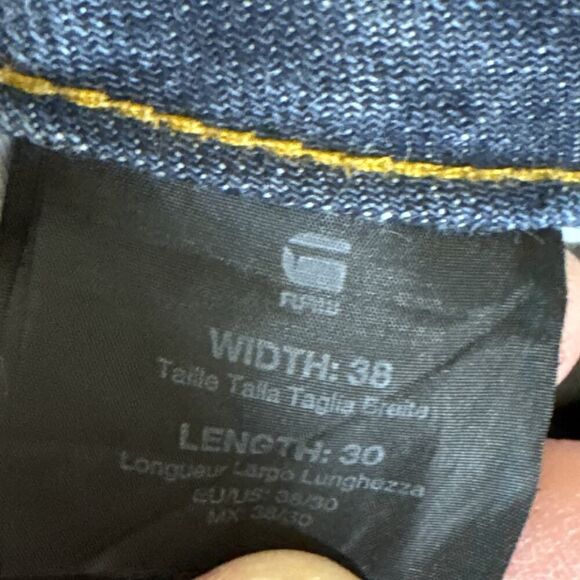 RAW
WIDTH: 38
Taille Talla Taglia Breite
LENGTH: 30
Longueur Largo Lunghezza
EU/US: 38/30
MX: 38/30